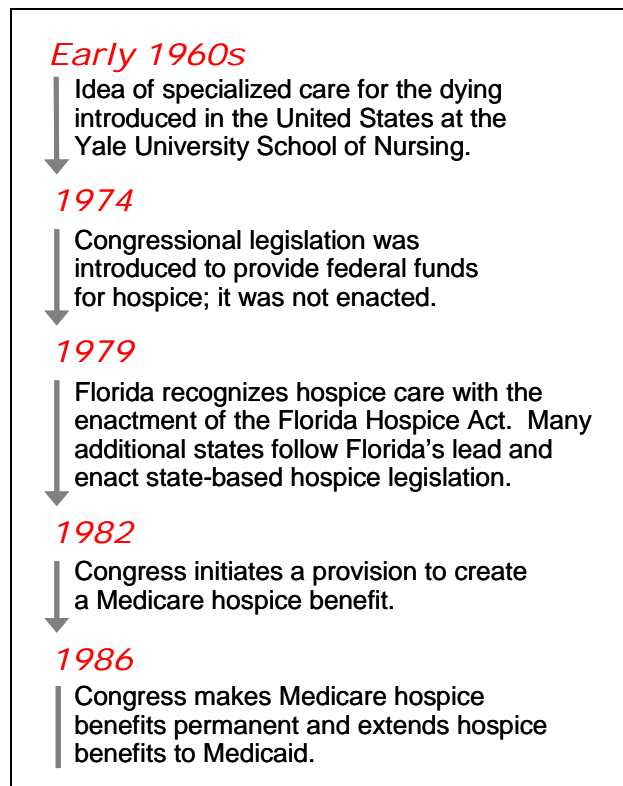 Early 1960s
Idea of specialized care for the dying
introduced in the United States at the
Yale University School of Nursing.
1974
Congressional legislation was
introduced to provide federal funds
for hospice; it was not enacted.
1979
Florida recognizes hospice care with the
enactment of the Florida Hospice Act.  Many
additional states follow Florida’s lead and
enact state-based hospice legislation.
1982
Congress initiates a provision to create
a Medicare hospice benefit.
1986
Congress makes Medicare hospice
benefits permanent and extends hospice
benefits to Medicaid.